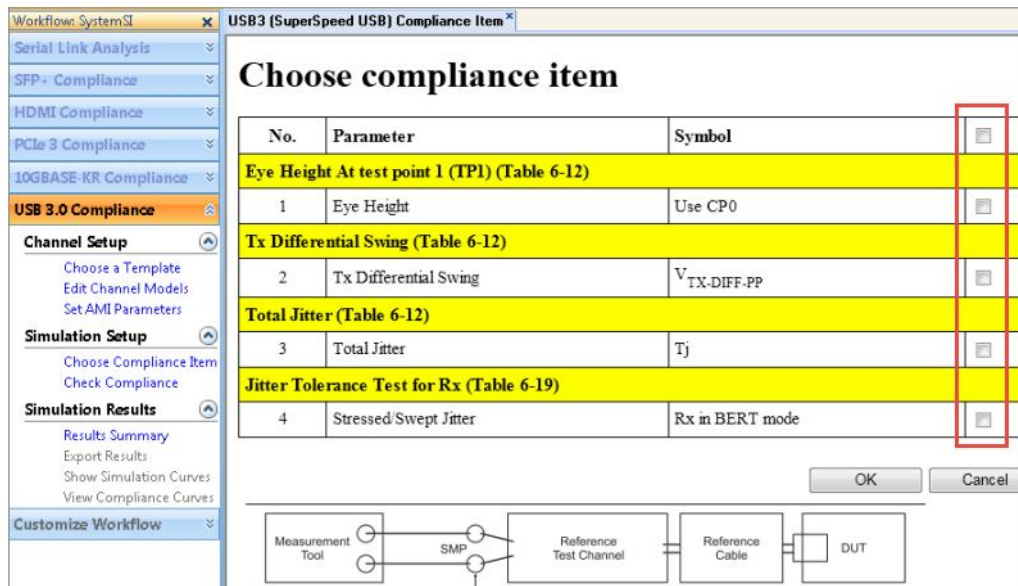 Workflow: SystemSI
Serial Link Analysis
SFP+ Compliance
HDMI Compliance
PCIe 3 Compliance
10GBASE-KR Compliance
USB 3.0 Compliance
Channel Setup
Choose a Template
Edit Channel Models
Set AMI Parameters
Simulation Setup
Choose Compliance Item
Check Compliance
Simulation Results
Results Summary
Export Results
Show Simulation Curves
View Compliance Curves
Customize Workflow
USB3 (SuperSpeed USB) Compliance Item
Choose compliance item
No. Parameter Symbol
Eye Height At test point 1 (TP1) (Table 6-12)
1 Eye Height Use CP0
Tx Differential Swing (Table 6-12)
2 Tx Differential Swing VTX-DIFF-PP
Total Jitter (Table 6-12)
3 Total Jitter Tj
Jitter Tolerance Test for Rx (Table 6-19)
4 Stressed/Swept Jitter Rx in BERT mode
OK Cancel
Measurement
Tool
SMP
Reference
Test Channel
Reference
Cable
DUT